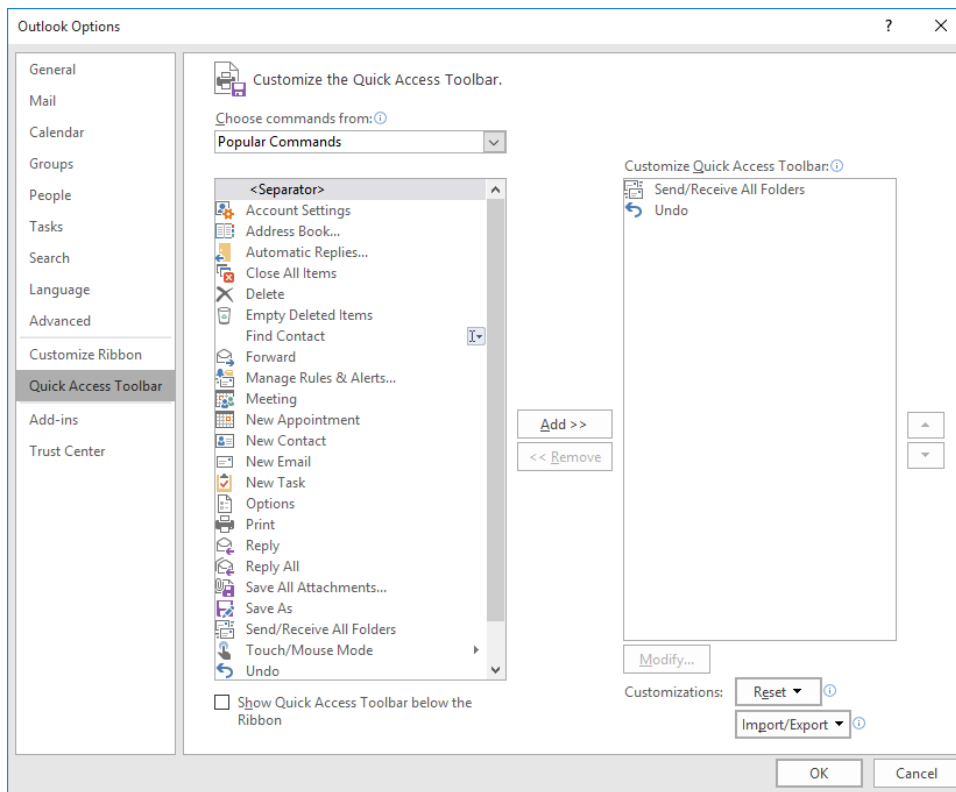 Outlook Options
?
General
Mail
Calendar
Groups
People
Tasks
Search
Language
Advanced
Customize Ribbon
Quick Access Toolbar
Add-ins
Trust Center
Customize the Quick Access Toolbar.
Choose commands from:
Popular Commands
<Separator>
Account Settings
Address Book...
Automatic Replies...
Close All Items
Delete
Empty Deleted Items
Find Contact
Forward
Manage Rules & Alerts...
Meeting
New Appointment
New Contact
New Email
New Task
Options
Print
Reply
Reply All
Save All Attachments...
Save As
Send/Receive All Folders
Touch/Mouse Mode
Undo
Show Quick Access Toolbar below the
Ribbon
Add >>
<< Remove
Customize Quick Access Toolbar:
Send/Receive All Folders
Undo
Modify...
Customizations:
Reset
Import/Export
OK
Cancel